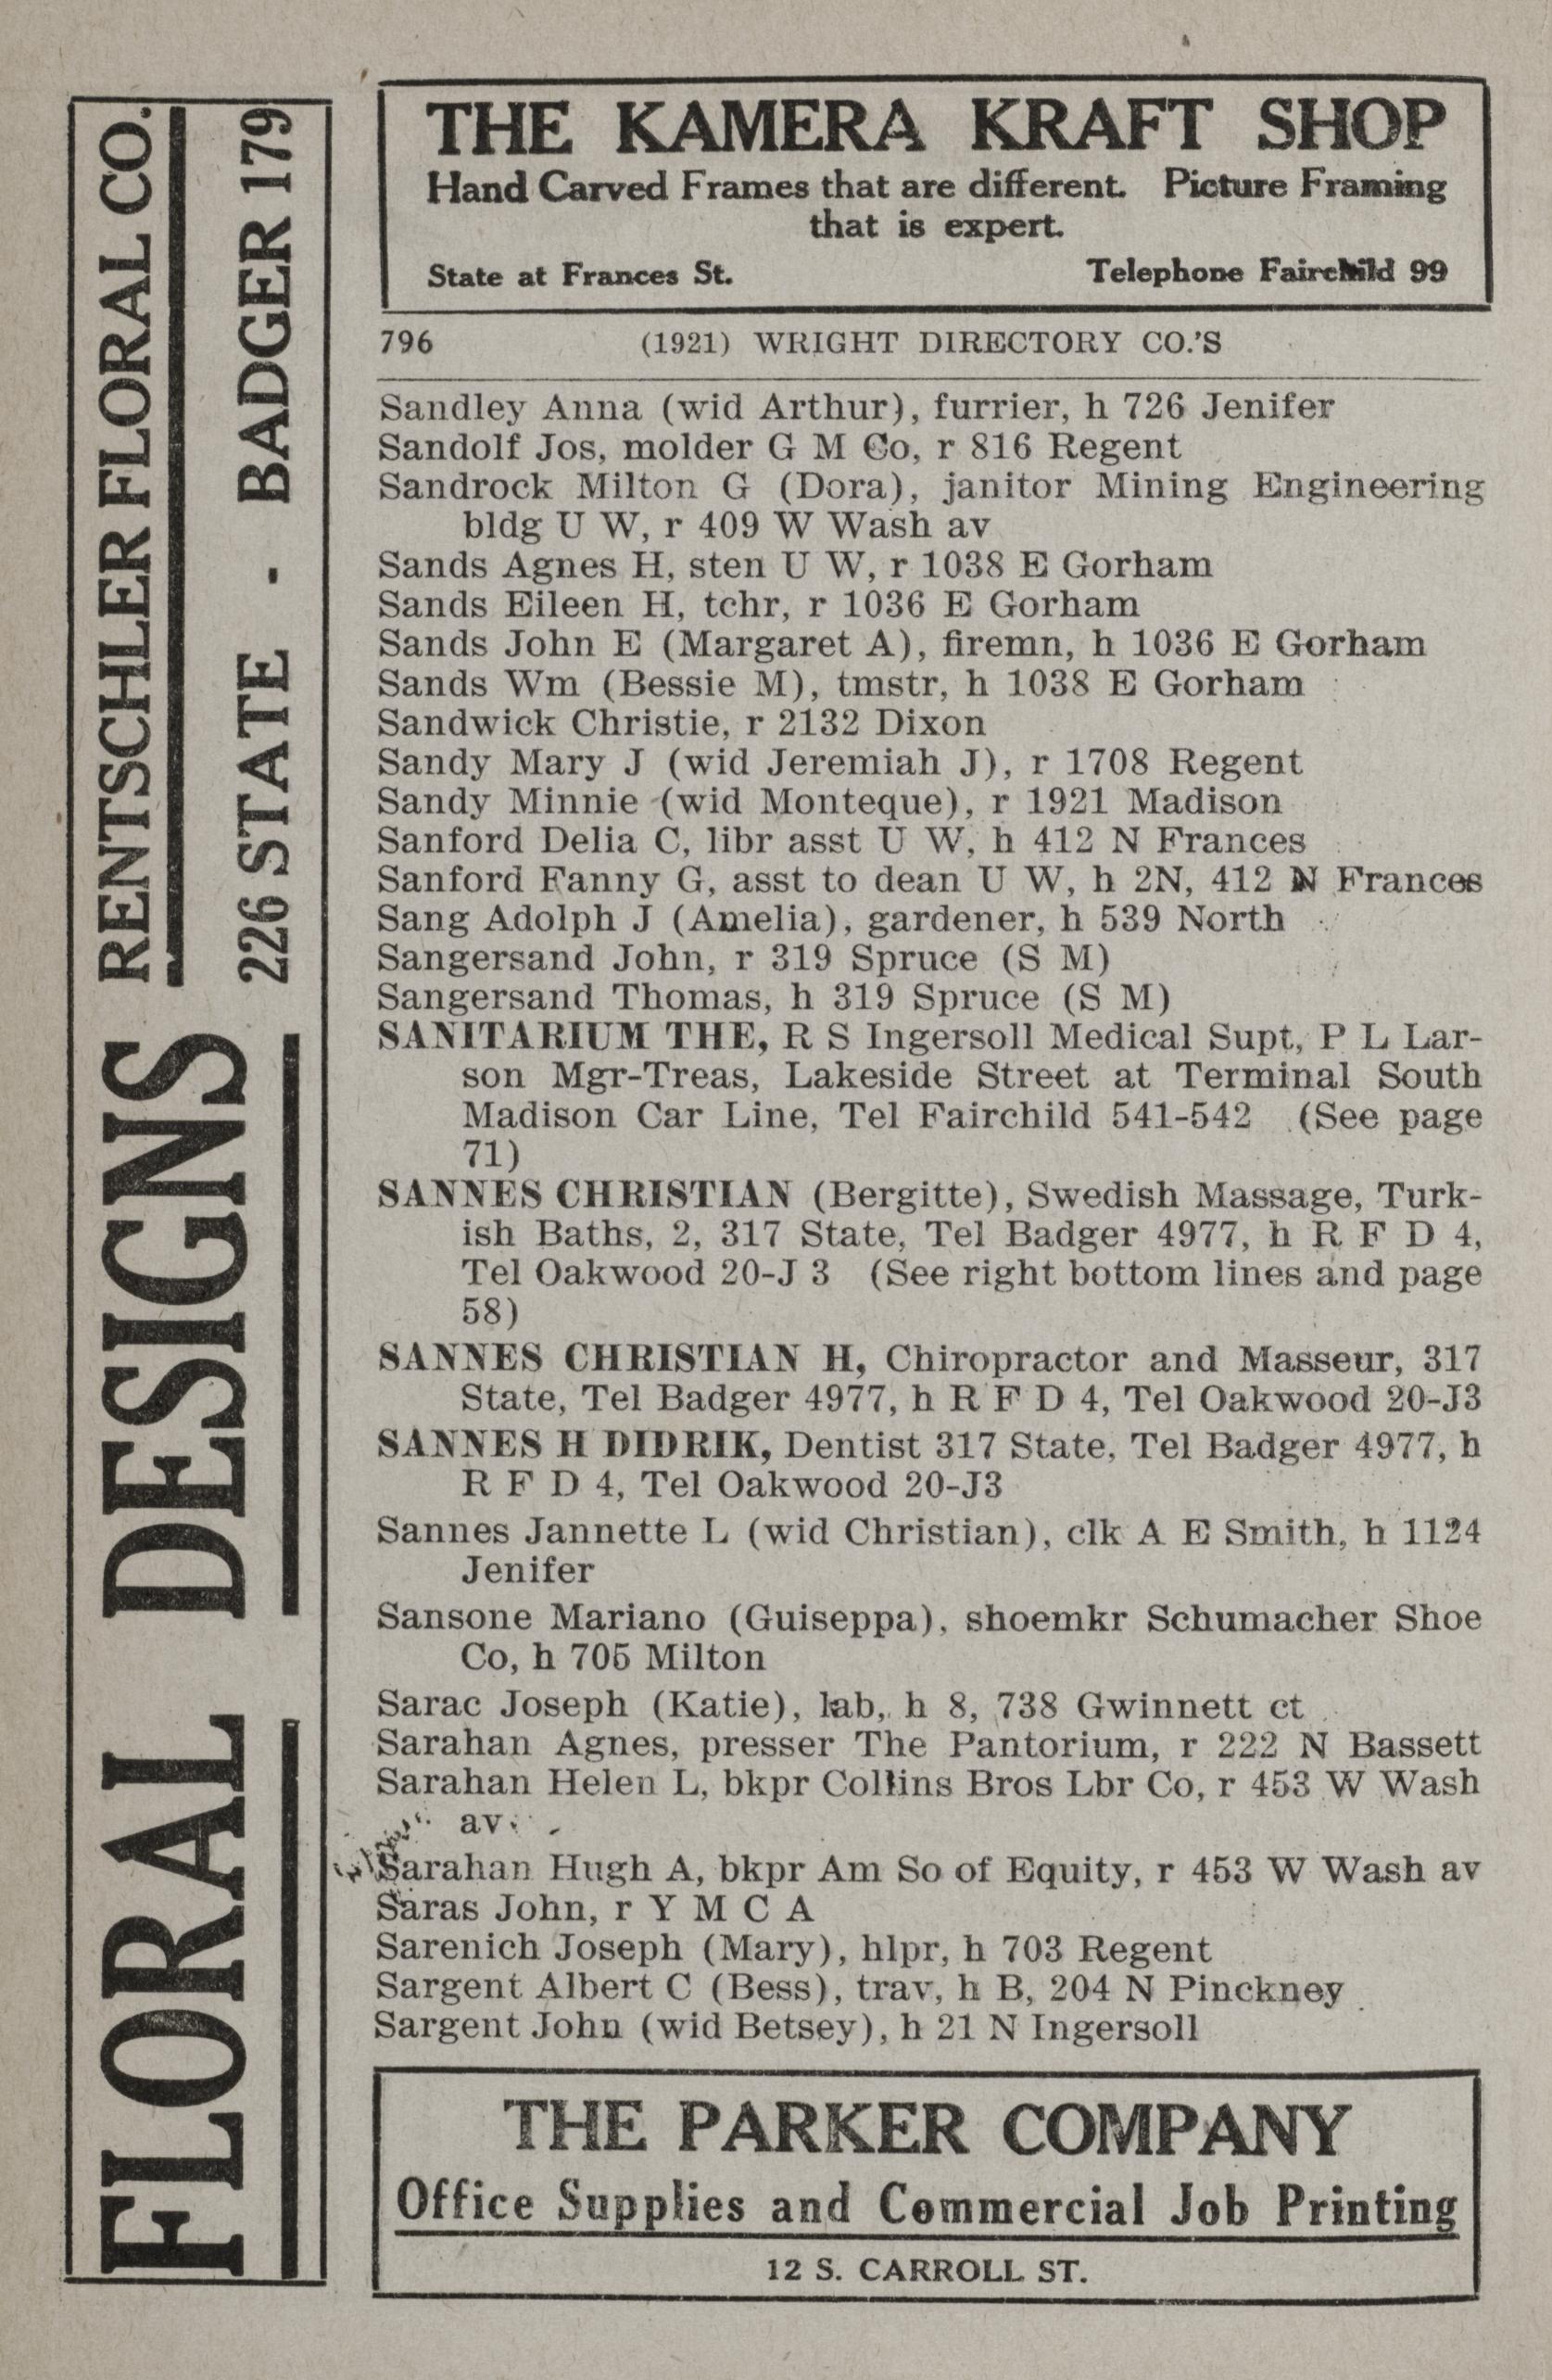 THE KAMERA KRAFT SHOP
Hand Carved Frames that are different. Picture Framing
that is expert.
State at Frances St. Telephone Fairchild 99
796 (1921) WRIGHT DIRECTORY CO.'S
Sandley Anna (wid Arthur), furrier, h 726 Jenifer
Sandolf Jos, molder G M Co, r 816 Regent
Sandrock Milton G (Dora), janitor Mining Engineering
bldg U W, r 409 W Wash av
Sands Agnes H, sten U W, r 1038 E Gorham
Sands Eileen H, tchr, r 1036 E Gorham
Sands John E (Margaret A), firemn, h 1036 E Gorham
Sands Wm (Bessie M), tmstr, h 1038 E Gorham
Sandwick Christie, r 2132 Dixon
Sandy Mary J (wid Jeremiah J), r 1708 Regent
Sandy Minnie (wid Monteque), r 1921 Madison
Sanford Delia C, libr asst U W, h 412 N Frances
Sanford Fanny G, asst to dean U W, h 2N, 412 N Frances
Sang Adolph J (Amelia), gardener, h 539 North
Sangersand John, r 319 Spruce (S M)
Sangersand Thomas, h 319 Spruce (S M)
SANITARIUM THE, R S Ingersoll Medical Supt, P L Lar-
son Mgr-Treas, Lakeside Street at Terminal South
Madison Car Line, Tel Fairchild 541-542 (See page
71)
SANNES CHRISTIAN (Bergitte), Swedish Massage, Turk-
ish Baths, 2, 317 State, Tel Badger 4977, h R F D 4,
Tel Oakwood 20-J 3 (See right bottom lines and page
58)
SANNES CHRISTIAN H, Chiropractor and Masseur, 317
State, Tel Badger 4977, h R F D 4, Tel Oakwood 20-J3
SANNES H DIDRIK, Dentist 317 State, Tel Badger 4977, h
R F D 4, Tel Oakwood 20-J3
Sannes Jannette L (wid Christian), clk A E Smith, h 1124
Jenifer
Sansone Mariano (Guiseppa), shoemkr Schumacher Shoe
Co, h 705 Milton
Sarac Joseph (Katie), lab, h 8, 738 Gwinnett ct
Sarahan Agnes, presser The Pantorium, r 222 N Bassett
Sarahan Helen L, bkpr Collins Bros Lbr Co, r 453 W Wash
av
Sarahan Hugh A, bkpr Am So of Equity, r 453 W Wash av
Saras John, r Y M C A
Sarenich Joseph (Mary), hlpr, h 703 Regent
Sargent Albert C (Bess), trav, h B, 204 N Pinckney
Sargent John (wid Betsey), h 21 N Ingersoll
THE PARKER COMPANY
Office Supplies and Commercial Job Printing
12 S. CARROLL ST.
FLORAL DESIGNS
RENTSCHLER FLORAL CO.
226 STATE - BADGER 179